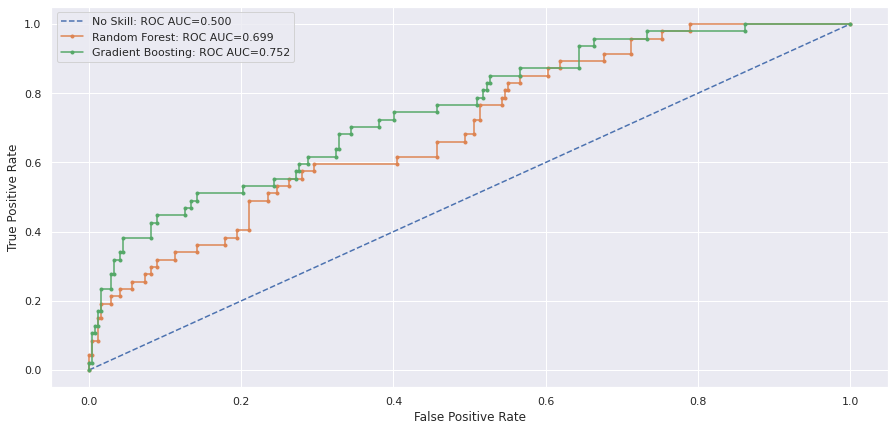 No Skill: ROC AUC=0.500
Random Forest: ROC AUC=0.699
Gradient Boosting: ROC AUC=0.752
1.0
0.8
0.6
0.4
0.2
0.0
True Positive Rate
0.0 0.2 0.4 0.6 0.8 1.0
False Positive Rate